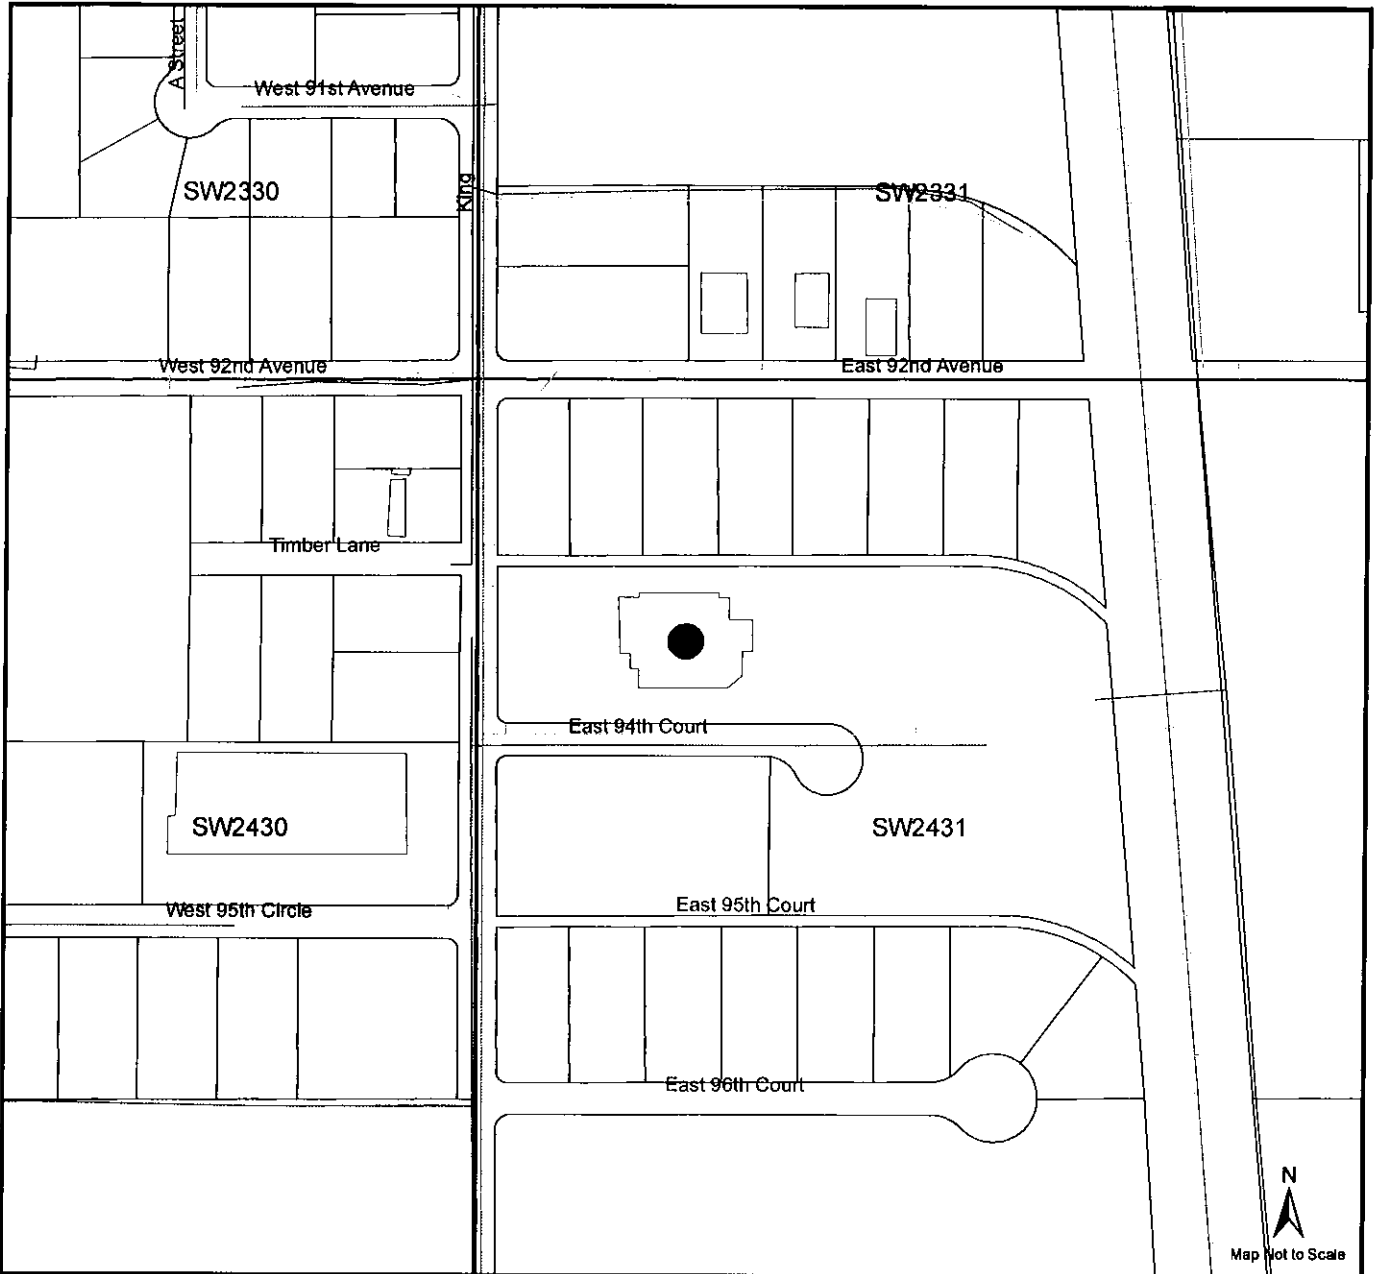 A Street
West 91st Avenue
SW2330
King
SW2331
West 92nd Avenue
East 92nd Avenue
Timber Lane
East 94th Court
SW2430
SW2431
West 95th Circle
East 95th Court
East 96th Court
N
Map Not to Scale